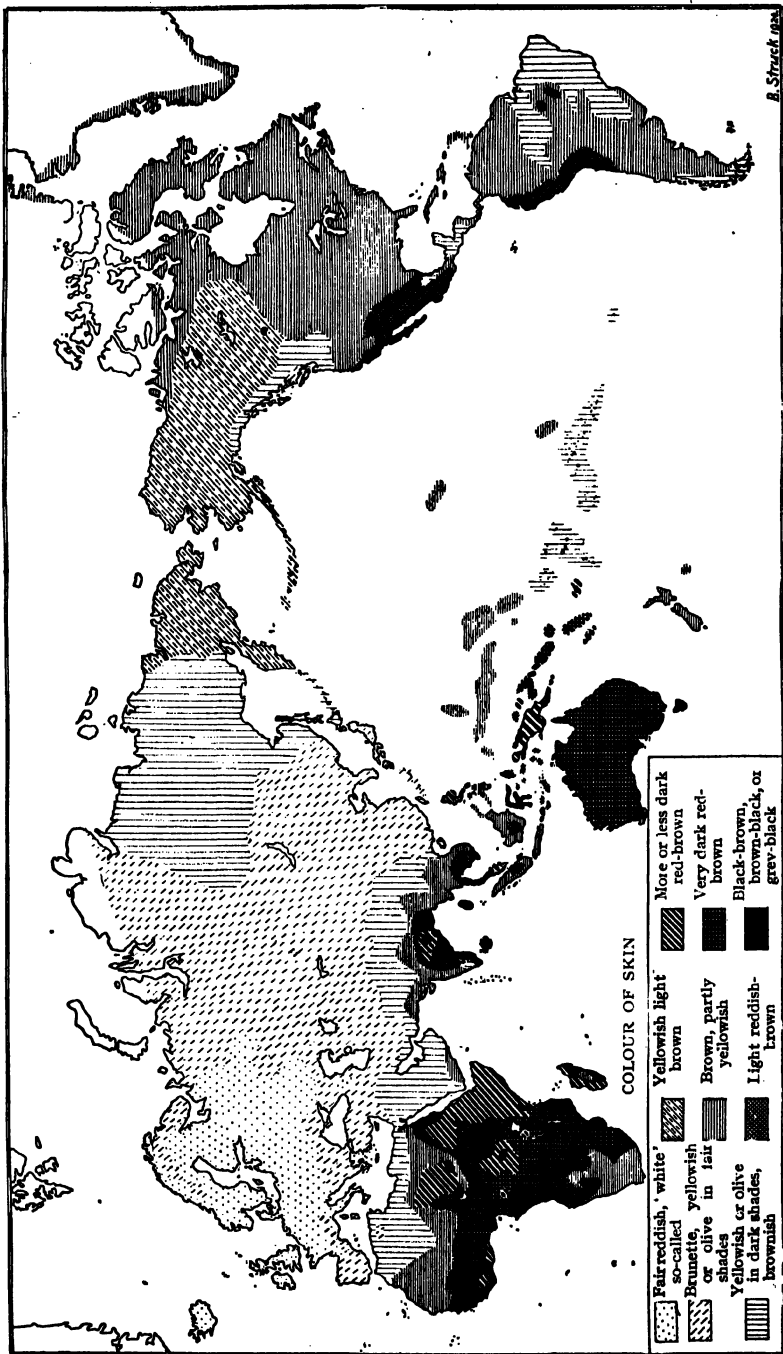 B. Struck 1924.
COLOUR OF SKIN
Fair reddish, 'white'
so-called
Brunette, yellowish
or olive in fair
shades
Yellowish or olive
in dark shades,
brownish
Yellowish light
brown
Brown, partly
yellowish
Light reddish-
brown
More or less dark
red-brown
Very dark red-
brown
Black-brown,
brown-black, or
grey-black